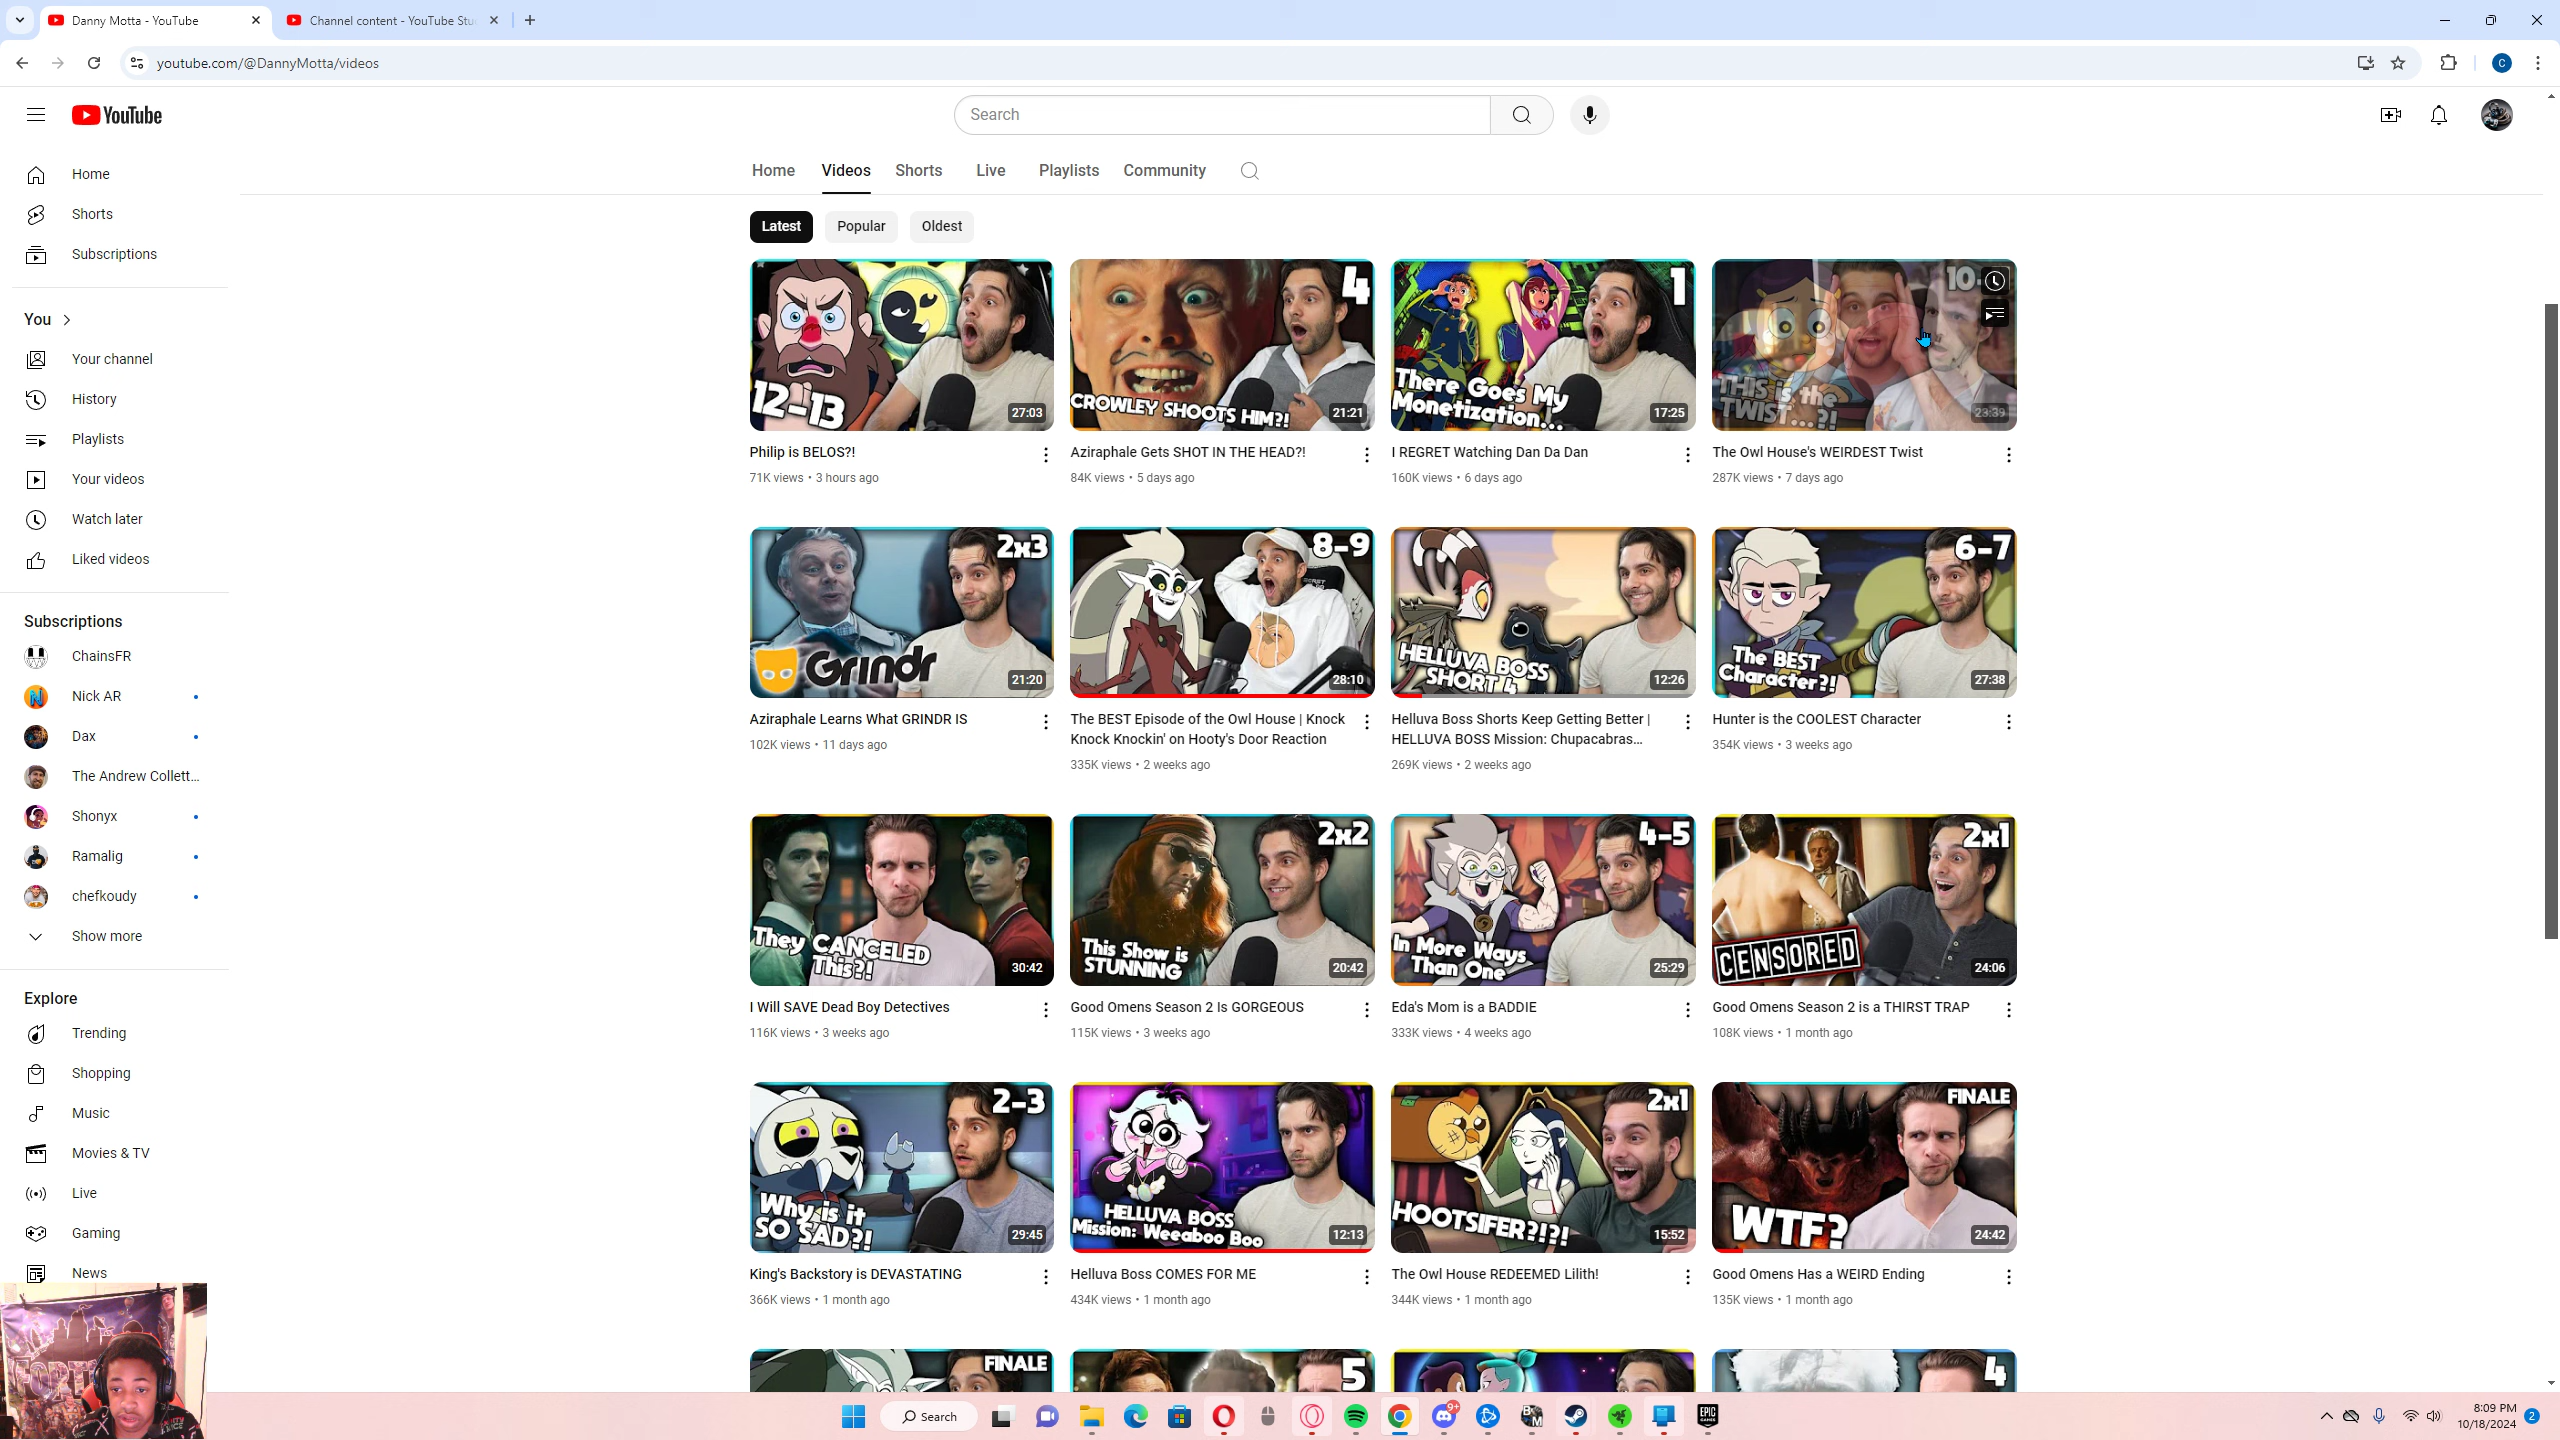 Danny Motta - YouTube
Channel content - YouTube Stu
youtube.com/@DannyMotta/videos
C
YouTube
Search
Home
Videos
Shorts
Live
Playlists
Community
Latest
Popular
Oldest
Home
Shorts
Subscriptions
You
Your channel
History
Playlists
Your videos
Watch later
Liked videos
Subscriptions
ChainsFR
Nick AR
Dax
The Andrew Collett...
Shonyx
Ramalig
chefkoudy
Show more
Explore
Trending
Shopping
Music
Movies & TV
Live
Gaming
News
12-13
27:03
Philip is BELOS?!
71K views • 3 hours ago
4
CROWLEY SHOOTS HIM?!
21:21
Aziraphale Gets SHOT IN THE HEAD?!
84K views • 5 days ago
1
There Goes My
Monetization...
17:25
I REGRET Watching Dan Da Dan
160K views • 6 days ago
10-
THIS is the
TWIST...?!
23:39
The Owl House's WEIRDEST Twist
287K views • 7 days ago
2x3
Grindr
21:20
Aziraphale Learns What GRINDR IS
102K views • 11 days ago
8-9
28:10
The BEST Episode of the Owl House | Knock
Knock Knockin' on Hooty's Door Reaction
335K views • 2 weeks ago
HELLUVA BOSS
SHORT 4
12:26
Helluva Boss Shorts Keep Getting Better |
HELLUVA BOSS Mission: Chupacabras...
269K views • 2 weeks ago
6-7
The BEST
Character?!
27:38
Hunter is the COOLEST Character
354K views • 3 weeks ago
They CANCELED
This?!
30:42
I Will SAVE Dead Boy Detectives
116K views • 3 weeks ago
2x2
This Show is
STUNNING
20:42
Good Omens Season 2 Is GORGEOUS
115K views • 3 weeks ago
4-5
In More Ways
Than One
25:29
Eda's Mom is a BADDIE
333K views • 4 weeks ago
2x1
CENSORED
24:06
Good Omens Season 2 is a THIRST TRAP
108K views • 1 month ago
2-3
Why is it
SO SAD?!
29:45
King's Backstory is DEVASTATING
366K views • 1 month ago
HELLUVA BOSS
Mission: Weeaboo Boo
12:13
Helluva Boss COMES FOR ME
434K views • 1 month ago
2x1
HOOTSIFER?!?!
15:52
The Owl House REDEEMED Lilith!
344K views • 1 month ago
FINALE
WTF?
24:42
Good Omens Has a WEIRD Ending
135K views • 1 month ago
FINALE
5
4
Search
9+
EPIC
GAMES
8:09 PM
10/18/2024
2